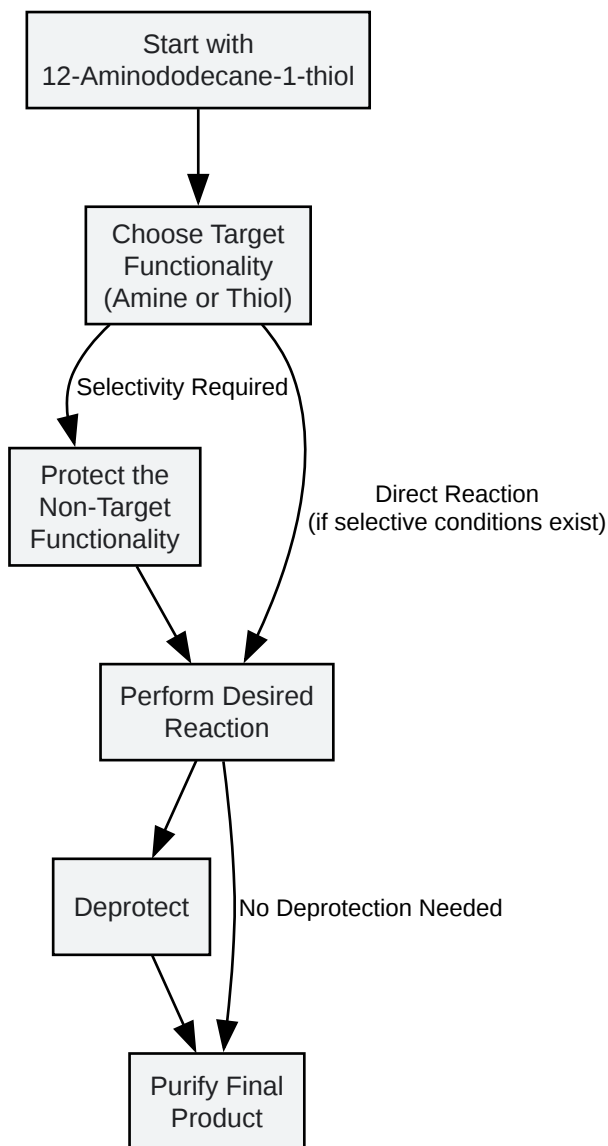 Start with
12-Aminododecane-1-thiol
Choose Target
Functionality
(Amine or Thiol)
Selectivity Required
Protect the
Non-Target
Functionality
Direct Reaction
(if selective conditions exist)
Perform Desired
Reaction
Deprotect
No Deprotection Needed
Purify Final
Product